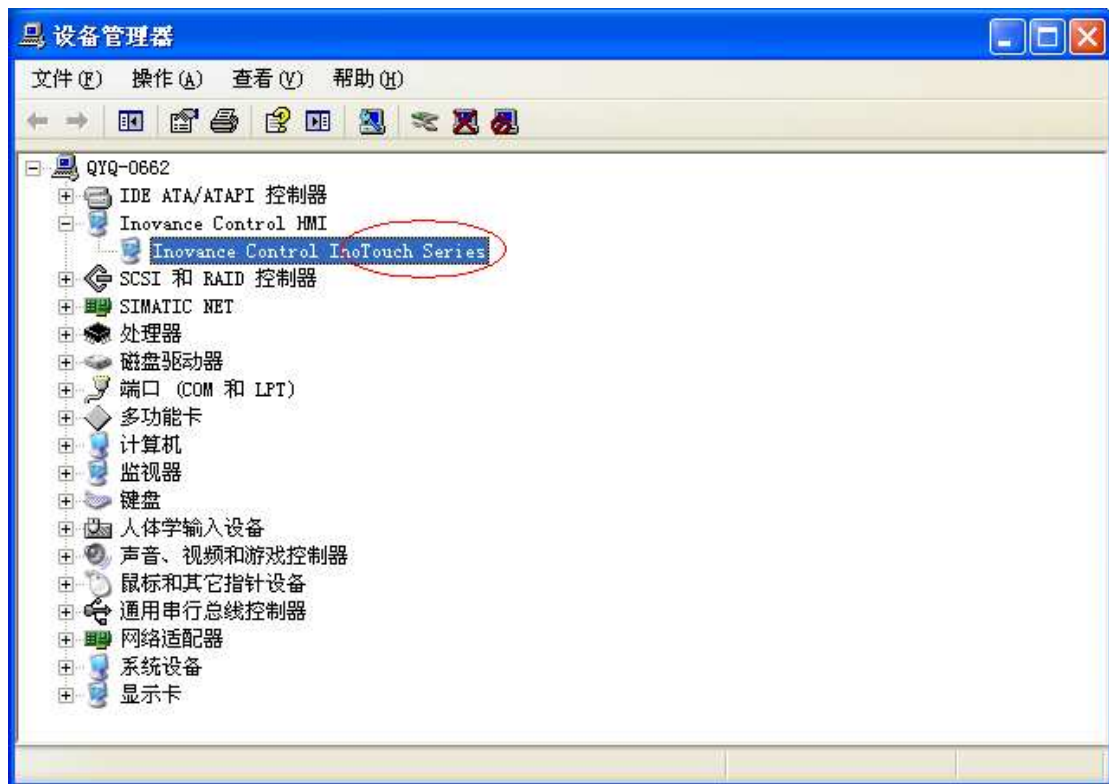 设备管理器
文件(F) 操作(A) 查看(V) 帮助(H)
QYQ-0662
IDE ATA/ATAPI 控制器
Inovance Control HMI
Inovance Control InoTouch Series
SCSI 和 RAID 控制器
SIMATIC NET
处理器
磁盘驱动器
端口 (COM 和 LPT)
多功能卡
计算机
监视器
键盘
人体学输入设备
声音、视频和游戏控制器
鼠标和其它指针设备
通用串行总线控制器
网络适配器
系统设备
显示卡